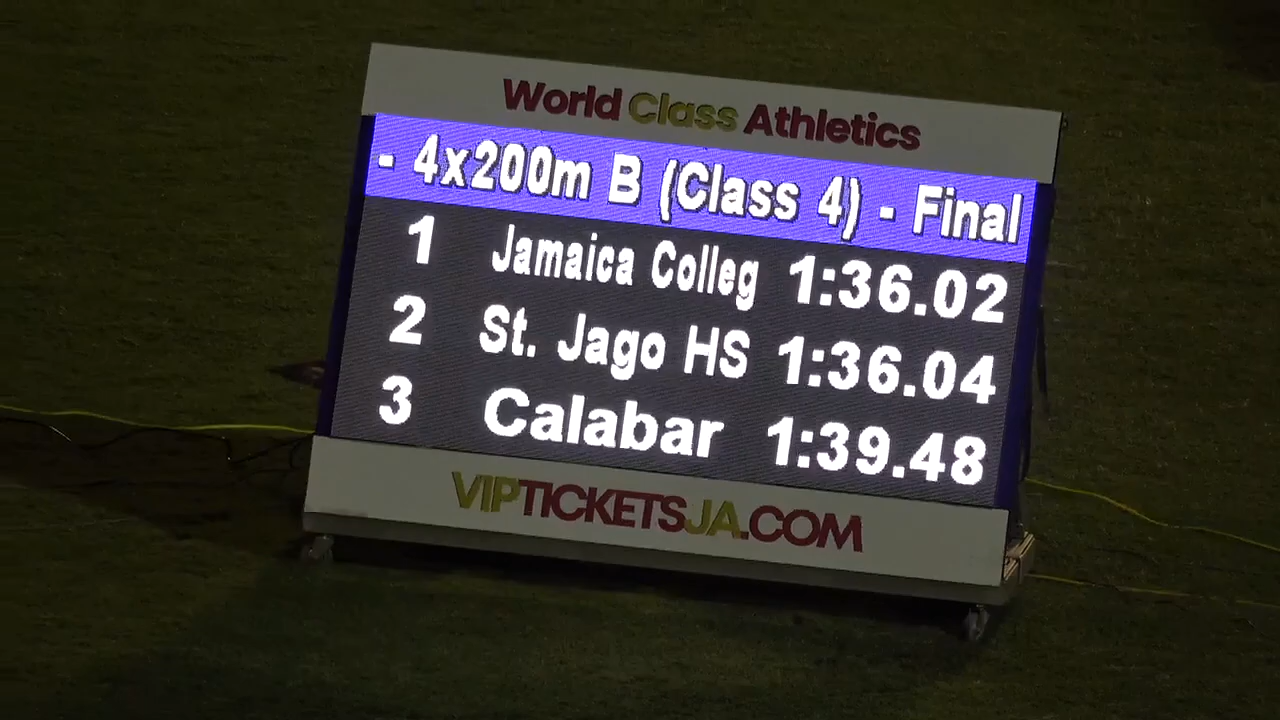 World Class Athletics
- 4x200m B (Class 4) - Final
1 Jamaica Colleg 1:36.02
2 St. Jago HS 1:36.04
3 Calabar 1:39.48
VIPTICKETSJA.COM